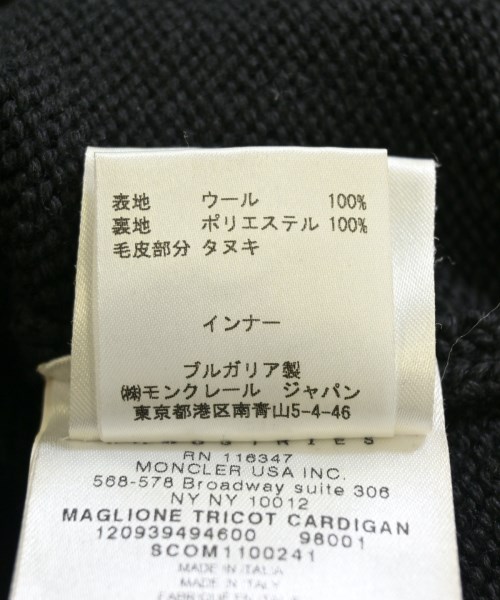 表地 ウール 100%
裏地 ポリエステル 100%
毛皮部分 タヌキ
インナー
ブルガリア製
㈱モンクレール ジャパン
東京都港区南青山5-4-46
RN 116347
MONCLER USA INC.
568-578 Broadway suite 306
NY NY 10012
MAGLIONE TRICOT CARDIGAN
120939494600 98001
SCOM1100241
MADE IN ITALIA
MADE IN ITALY
FABRIQUÉ EN ITALIE